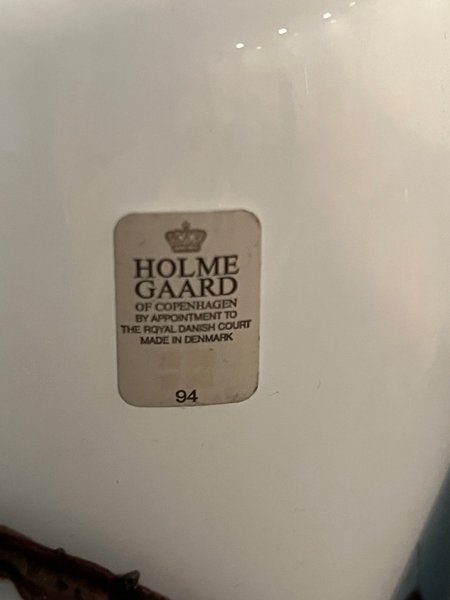 HOLME
GAARD
OF COPENHAGEN
BY APPOINTMENT TO
THE ROYAL DANISH COURT
MADE IN DENMARK
94